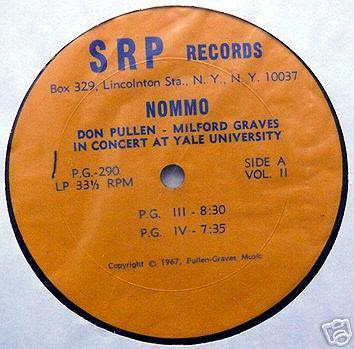 SRP RECORDS
Box 329, Lincolnton Sta., N. Y., N. Y. 10037
NOMMO
DON PULLEN - MILFORD GRAVES
IN CONCERT AT YALE UNIVERSITY
P.G.-290 SIDE A
LP 33⅓ RPM VOL. II
P.G. III - 8:30
P.G. IV - 7:35
Copyright © 1967, Pullen-Graves Music